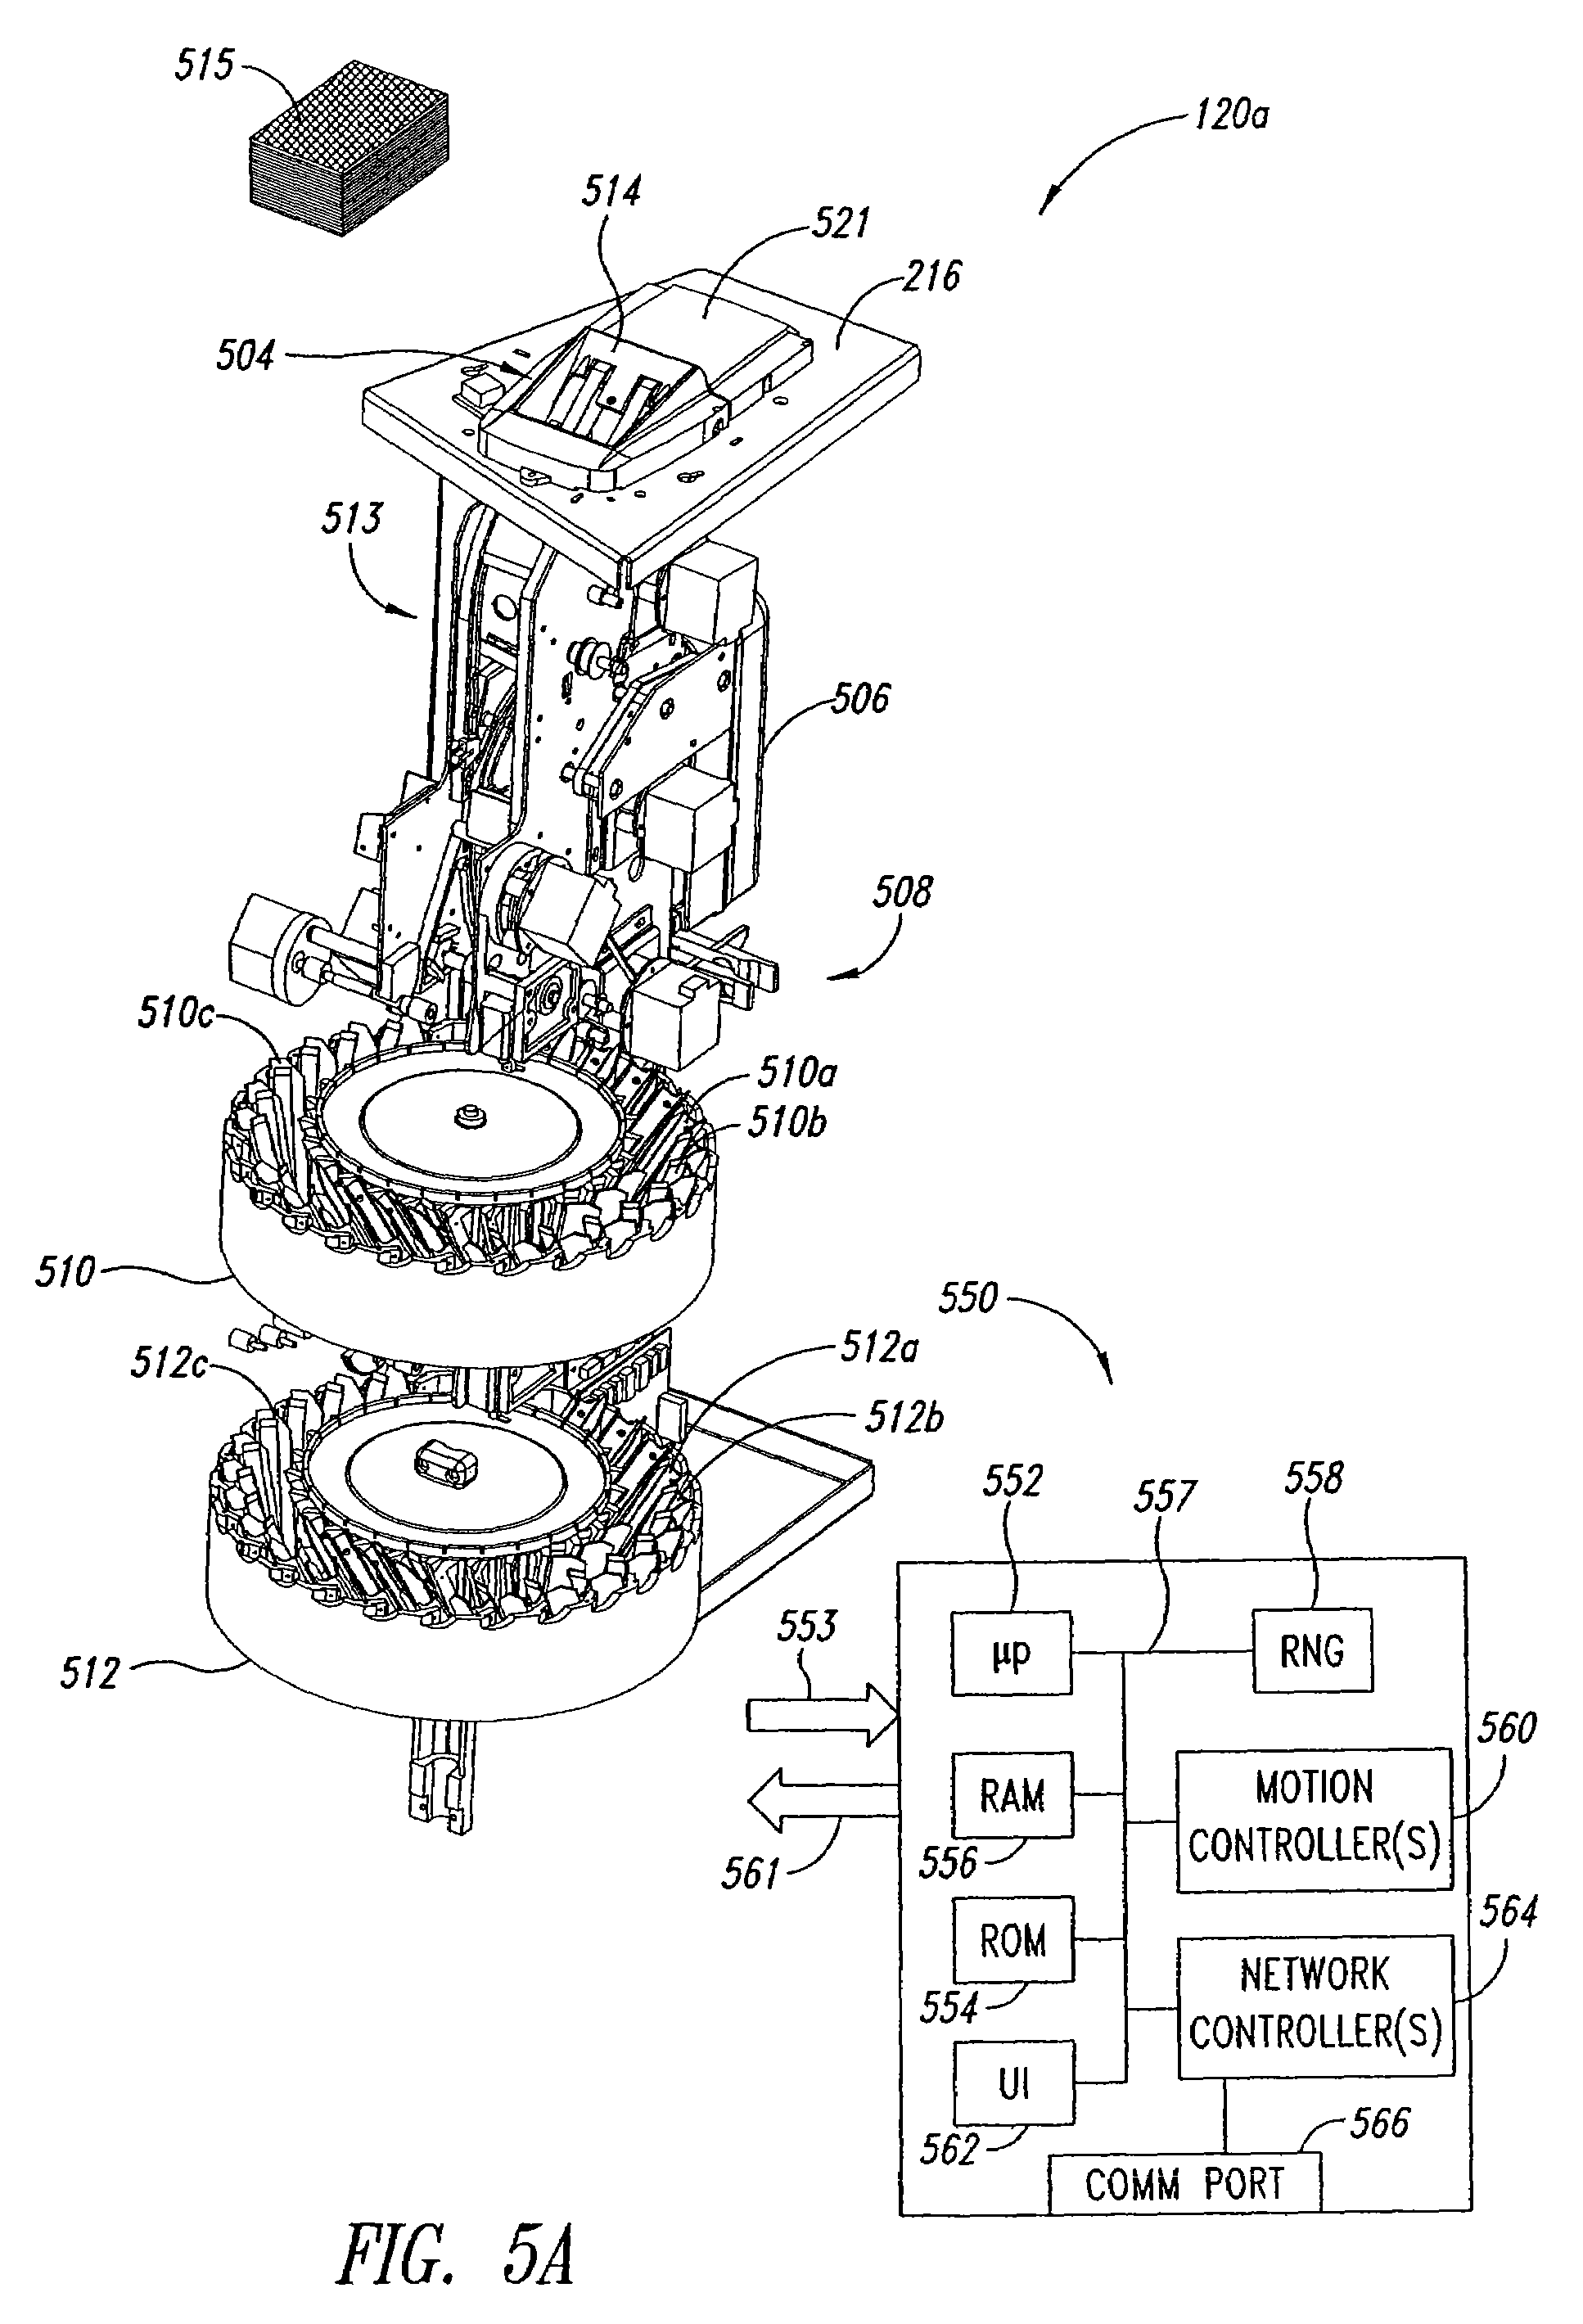 515
120a
514
521
216
504
513
506
508
510c
510a
510b
510
550
512c
512a
512b
552
557
558
553
512
μp
RNG
560
RAM
MOTION
CONTROLLER(S)
556
561
564
ROM
NETWORK
CONTROLLER(S)
554
UI
562
566
COMM PORT
FIG. 5A